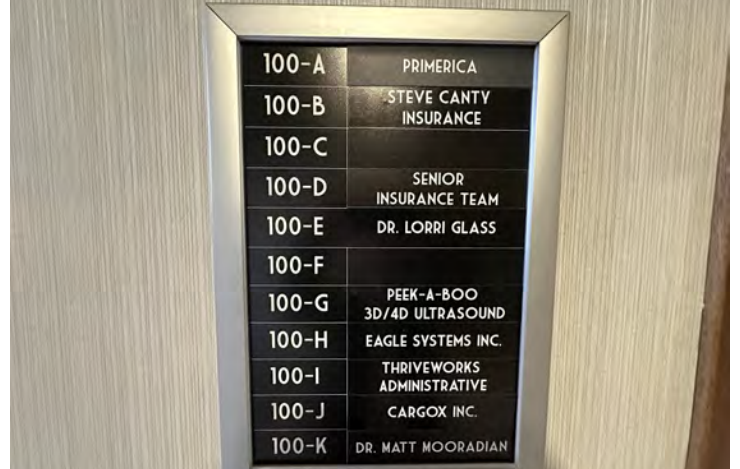 100-A PRIMERICA
100-B STEVE CANTY
INSURANCE
100-C
100-D SENIOR
INSURANCE TEAM
100-E DR. LORRI GLASS
100-F
100-G PEEK-A-BOO
3D/4D ULTRASOUND
100-H EAGLE SYSTEMS INC.
100-I THRIVEWORKS
ADMINISTRATIVE
100-J CARGOX INC.
100-K DR. MATT MOORADIAN